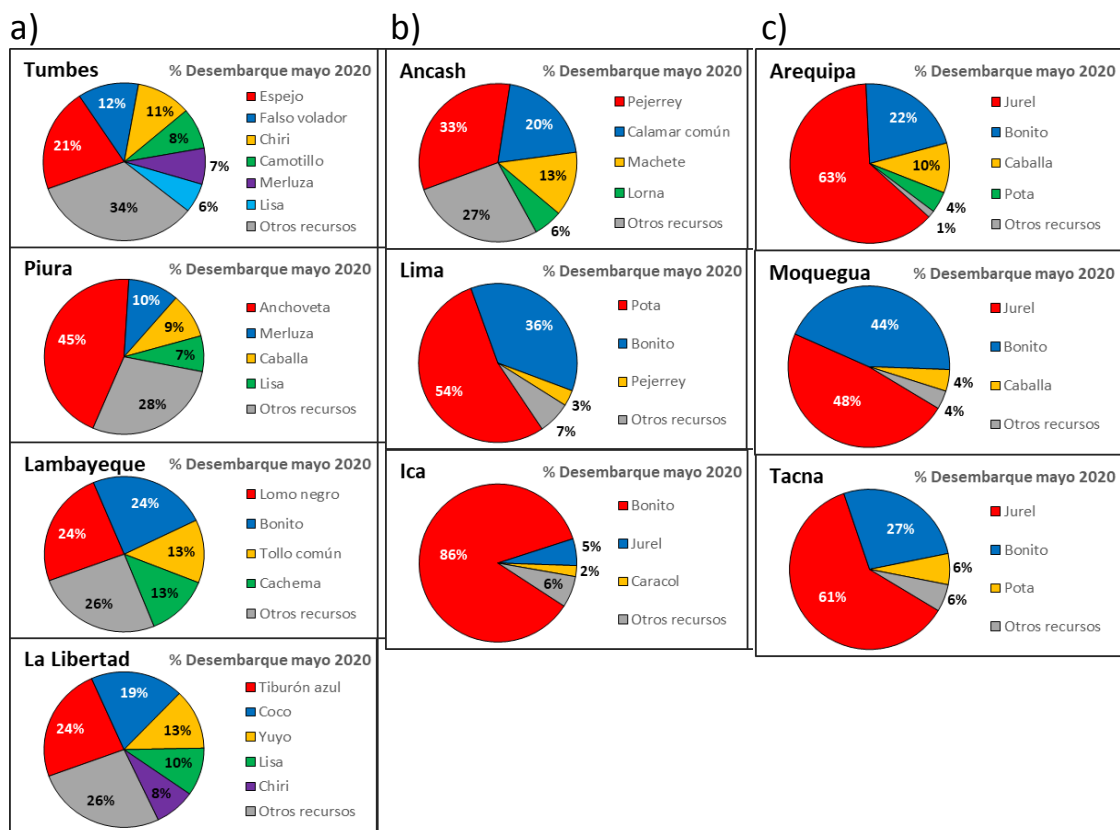 a)
Tumbes
% Desembarque mayo 2020
12%
11%
8%
7%
6%
34%
21%
Espejo
Falso volador
Chiri
Camotillo
Merluza
Lisa
Otros recursos
Piura
% Desembarque mayo 2020
10%
9%
7%
28%
45%
Anchoveta
Merluza
Caballa
Lisa
Otros recursos
Lambayeque
% Desembarque mayo 2020
24%
13%
13%
26%
24%
Lomo negro
Bonito
Tollo común
Cachema
Otros recursos
La Libertad
% Desembarque mayo 2020
19%
13%
10%
8%
26%
24%
Tiburón azul
Coco
Yuyo
Lisa
Chiri
Otros recursos
b)
Ancash
% Desembarque mayo 2020
33%
20%
13%
6%
27%
Pejerrey
Calamar común
Machete
Lorna
Otros recursos
Lima
% Desembarque mayo 2020
36%
3%
7%
54%
Pota
Bonito
Pejerrey
Otros recursos
Ica
% Desembarque mayo 2020
86%
5%
2%
6%
Bonito
Jurel
Caracol
Otros recursos
c)
Arequipa
% Desembarque mayo 2020
22%
10%
4%
1%
63%
Jurel
Bonito
Caballa
Pota
Otros recursos
Moquegua
% Desembarque mayo 2020
44%
4%
4%
48%
Jurel
Bonito
Caballa
Otros recursos
Tacna
% Desembarque mayo 2020
27%
6%
6%
61%
Jurel
Bonito
Pota
Otros recursos